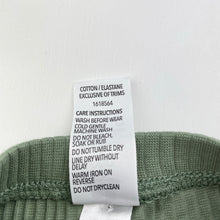 COTTON / ELASTANE
EXCLUSIVE OF TRIMS
1618564
CARE INSTRUCTIONS
WASH BEFORE WEAR
COLD GENTLE
MACHINE WASH
DO NOT BLEACH,
SOAK OR RUB
DO NOT TUMBLE DRY
LINE DRY WITHOUT
DELAY
WARM IRON ON
REVERSE
DO NOT DRYCLEAN